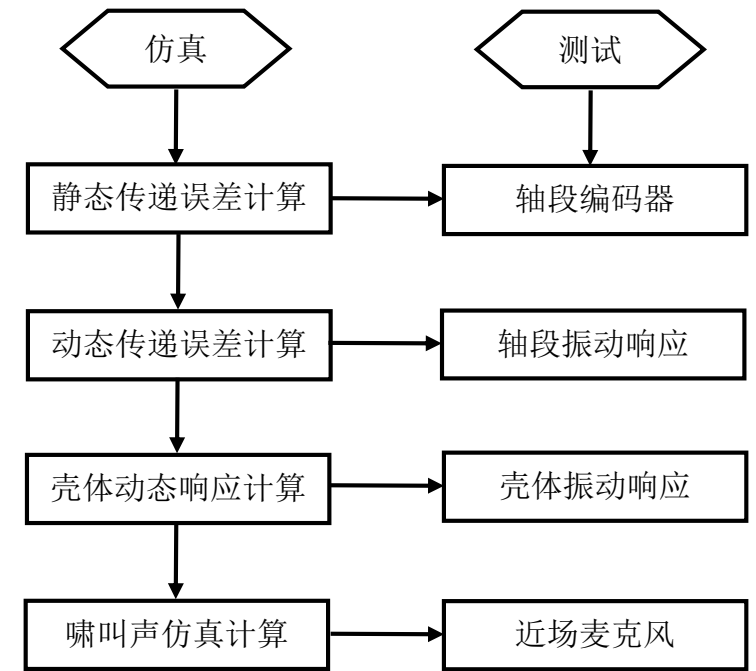 仿真
测试
静态传递误差计算
轴段编码器
动态传递误差计算
轴段振动响应
壳体动态响应计算
壳体振动响应
啸叫声仿真计算
近场麦克风